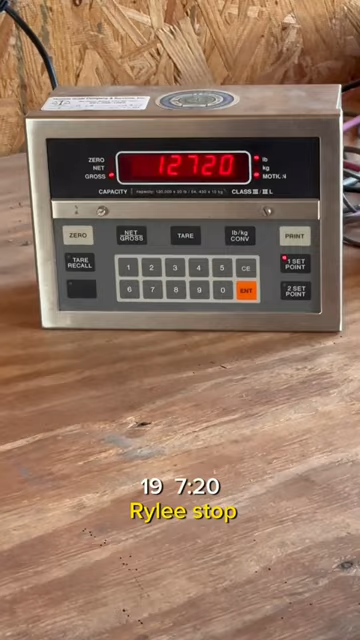 ZERO
NET
GROSS
12720
lb
kg
MOTION
CAPACITY
CLASS III / III L
ZERO
NET
GROSS
TARE
lb/kg
CONV
PRINT
TARE
RECALL
1 2 3 4 5 CE
6 7 8 9 0 ENT
1 SET
POINT
2 SET
POINT
19 7:20
Rylee stop